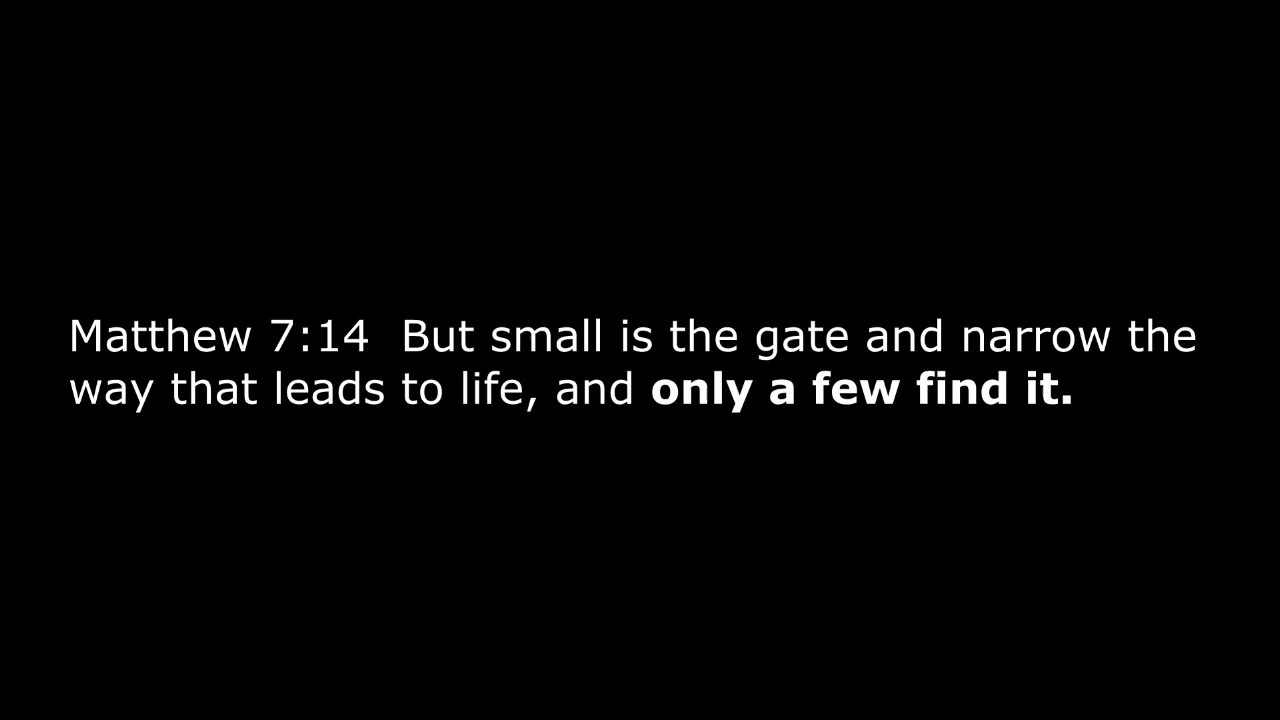 Matthew 7:14  But small is the gate and narrow the
way that leads to life, and only a few find it.